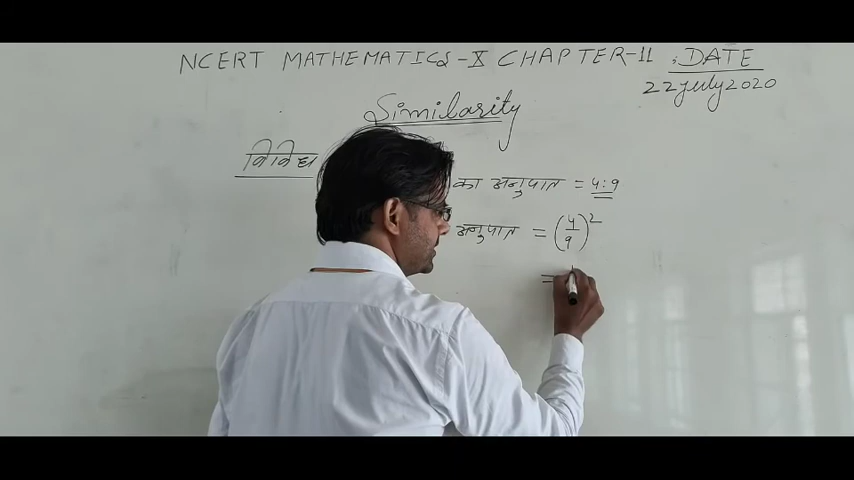 NCERT MATHEMATICS-X CHAPTER-11 :DATE
22 July 2020
Similarity
विविध
का अनुपात = 4:9
अनुपात = (4/9)²
=